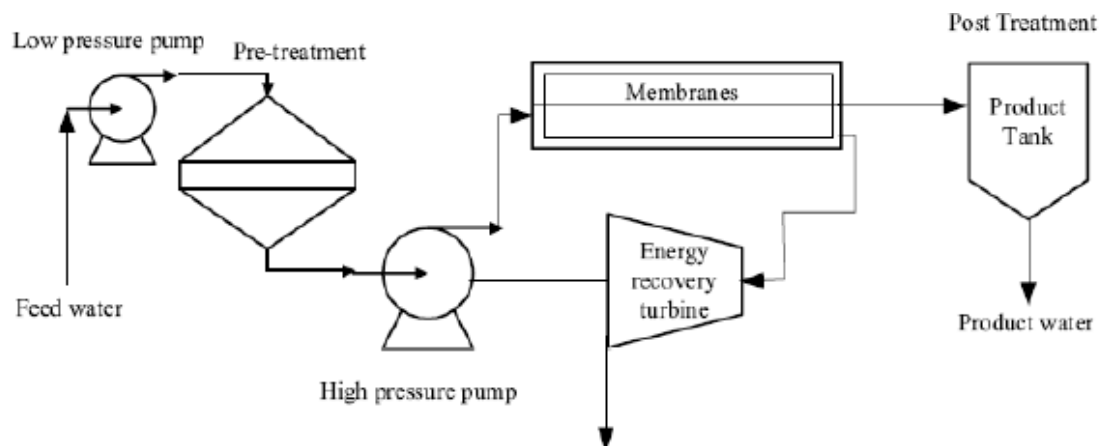 Post Treatment
Low pressure pump
Pre-treatment
Membranes
Product
Tank
Energy
recovery
turbine
Feed water
Product water
High pressure pump